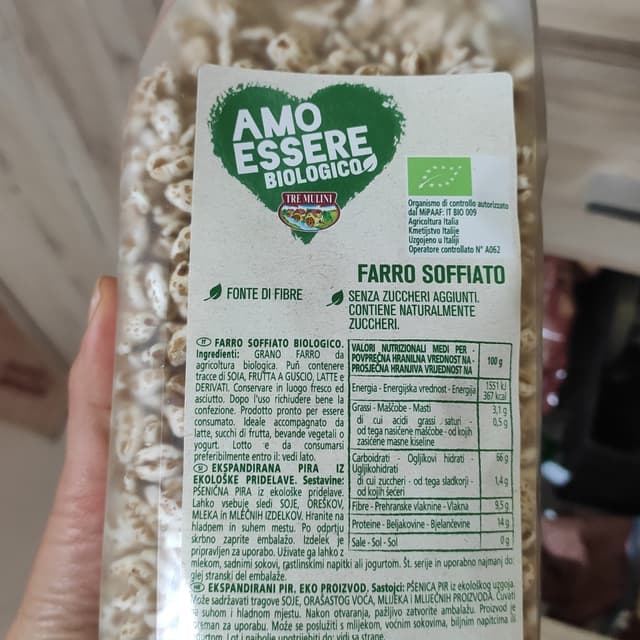 AMO
ESSERE
BIOLOGICO
TRE MULINI
Organismo di controllo autorizzato
dal MiPAAF: IT BIO 009
Agricoltura Italia
Kmetijstvo Italije
Uzgojeno u Italiji
Operatore controllato N° A062
FARRO SOFFIATO
FONTE DI FIBRE
SENZA ZUCCHERI AGGIUNTI.
CONTIENE NATURALMENTE
ZUCCHERI.
IT FARRO SOFFIATO BIOLOGICO.
Ingredienti: GRANO FARRO da
agricoltura biologica. Può contenere
tracce di SOIA, FRUTTA A GUSCIO, LATTE e
DERIVATI. Conservare in luogo fresco ed
asciutto. Dopo l'uso richiudere bene la
confezione. Prodotto pronto per essere
consumato. Ideale accompagnato da
latte, succhi di frutta, bevande vegetali o
yogurt. Lotto e da consumarsi
preferibilmente entro il: vedi lato.
SI EKSPANDIRANA PIRA IZ
EKOLOŠKE PRIDELAVE. Sestavine:
PŠENIČNA PIRA iz ekološke pridelave.
Lahko vsebuje sledi SOJE, OREŠKOV,
MLEKA in MLEČNIH IZDELKOV. Hranite na
hladnem in suhem mestu. Po odprtju
skrbno zaprite embalažo. Izdelek je
pripravljen za uporabo. Uživate ga lahko z
mlekom, sadnimi sokovi, rastlinskimi napitki ali jogurtom. Št. serije in uporabno najmanj do:
glej stranski del embalaže.
HR EKSPANDIRANI PIR, EKO PROIZVOD. Sastojci: PŠENICA PIR iz ekološkog uzgoja.
Može sadržavati tragove SOJE, ORAŠASTOG VOĆA, MLIJEKA I MLIJEČNIH PROIZVODA. Čuvati
suhom i hladnom mjestu. Nakon otvaranja, pažljivo zatvorite ambalažu. Proizvod je
za uporabu. Može se poslužiti s mlijekom, voćnim sokovima, biljnim napitcima
Lot i najbolje upotrijebiti do: vidi sa strane.
VALORI NUTRIZIONALI MEDI PER -
POVPREČNA HRANILNA VREDNOST NA -
PROSJEČNA HRANJIVA VRIJEDNOST NA
100 g
Energia - Energijska vrednost - Energija
1551 kJ
367 kcal
Grassi - Maščobe - Masti
3,1 g
di cui acidi grassi saturi -
od tega nasičene maščobe - od kojih
zasićene masne kiseline
0,5 g
Carboidrati - Ogljikovi hidrati -
Ugljikohidrati
66 g
di cui zuccheri - od tega sladkorji -
od kojih šećeri
1,4 g
Fibre - Prehranske vlaknine - Vlakna
9,5 g
Proteine - Beljakovine - Bjelančevine
14 g
Sale - Sol - Sol
0 g